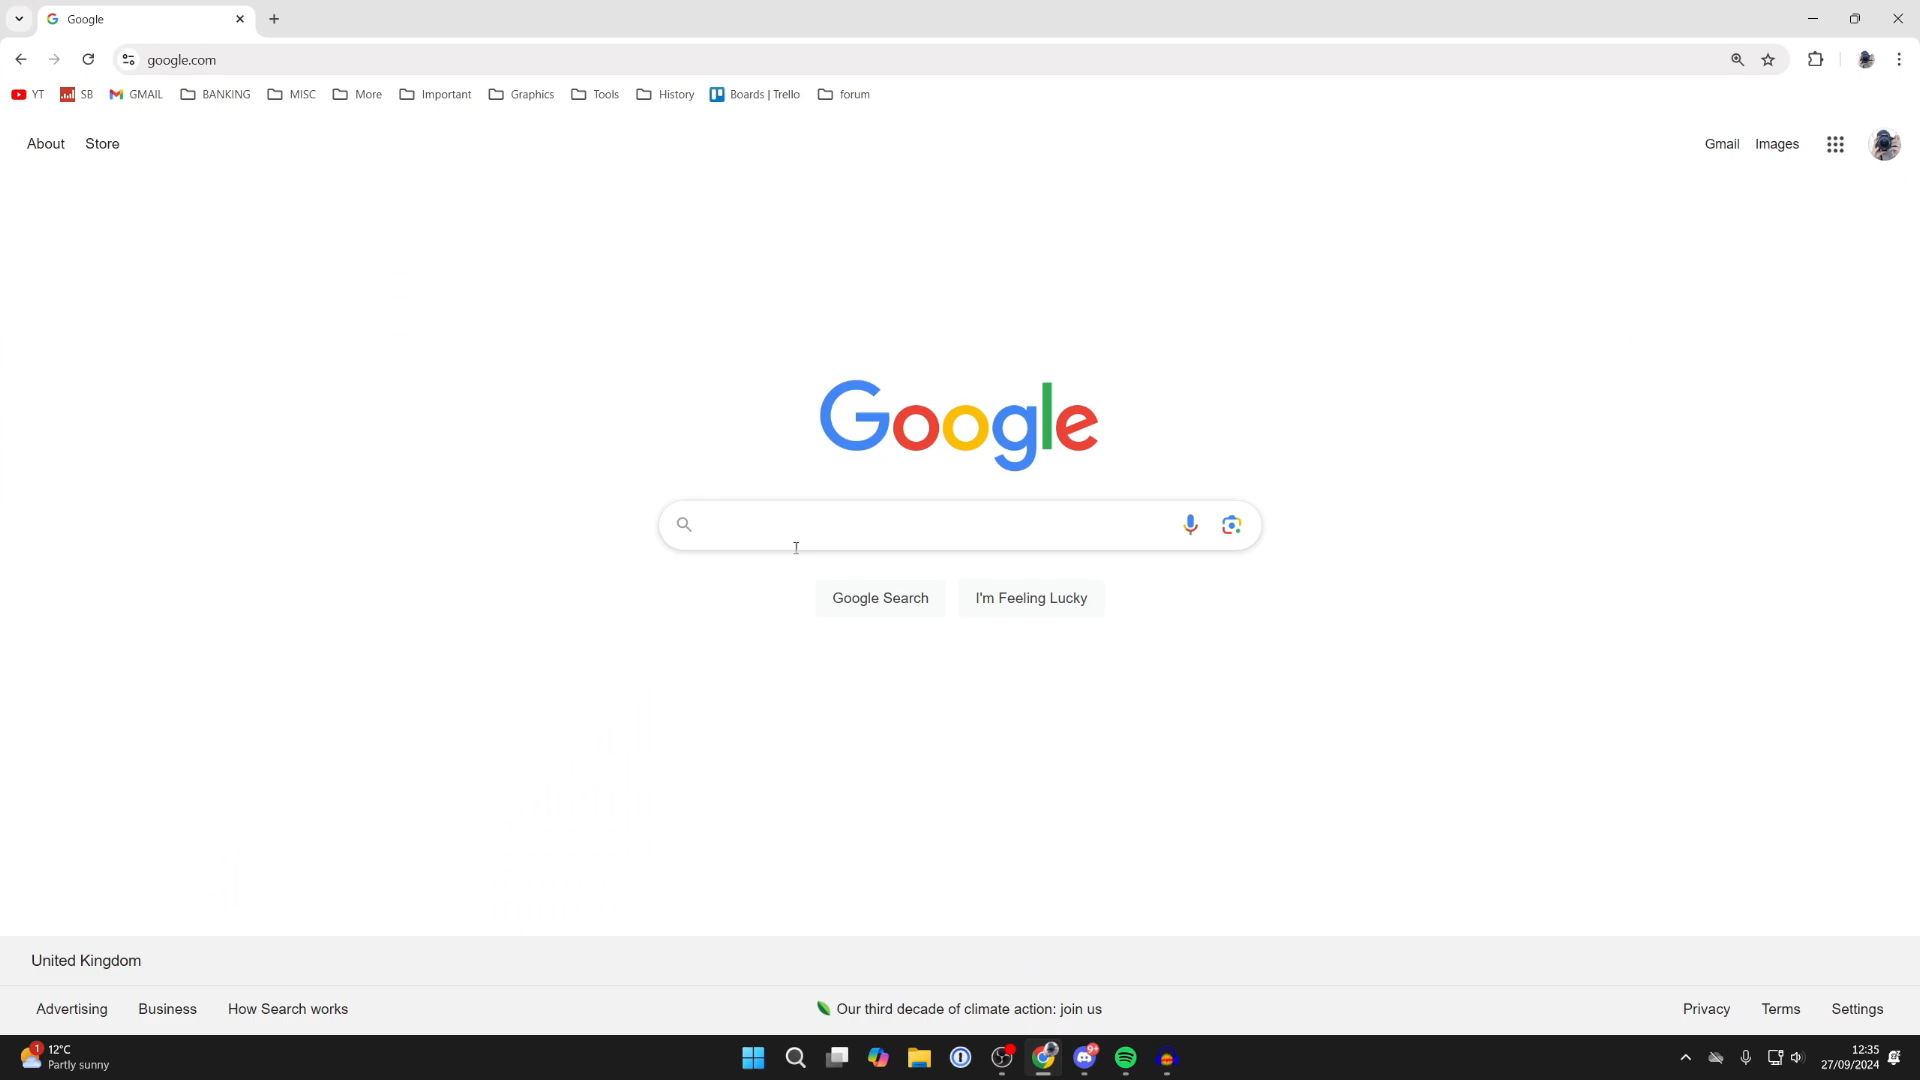 Google
google.com
YT SB GMAIL BANKING MISC More Important Graphics Tools History Boards | Trello forum
About Store Gmail Images
Google
Google Search I'm Feeling Lucky
United Kingdom
Advertising Business How Search works Our third decade of climate action: join us Privacy Terms Settings
1 12°C 9+ 12:35
Partly sunny 27/09/2024